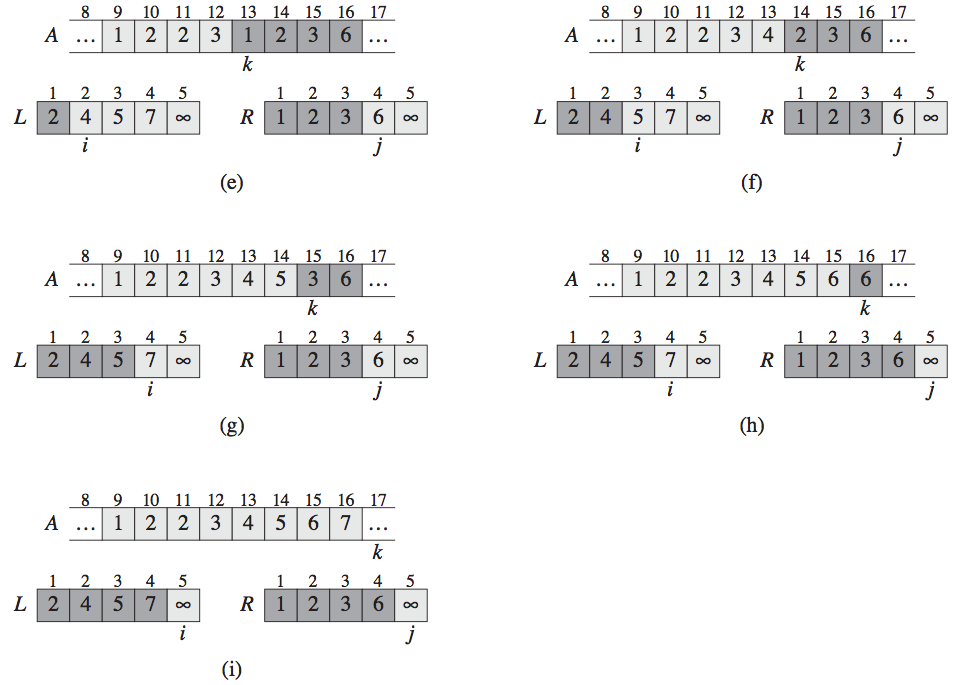 8 9 10 11 12 13 14 15 16 17
A … 1 2 2 3 1 2 3 6 …
k
1 2 3 4 5
L 2 4 5 7 ∞
i
1 2 3 4 5
R 1 2 3 6 ∞
j
(e)
8 9 10 11 12 13 14 15 16 17
A … 1 2 2 3 4 2 3 6 …
k
1 2 3 4 5
L 2 4 5 7 ∞
i
1 2 3 4 5
R 1 2 3 6 ∞
j
(f)
8 9 10 11 12 13 14 15 16 17
A … 1 2 2 3 4 5 3 6 …
k
1 2 3 4 5
L 2 4 5 7 ∞
i
1 2 3 4 5
R 1 2 3 6 ∞
j
(g)
8 9 10 11 12 13 14 15 16 17
A … 1 2 2 3 4 5 6 6 …
k
1 2 3 4 5
L 2 4 5 7 ∞
i
1 2 3 4 5
R 1 2 3 6 ∞
j
(h)
8 9 10 11 12 13 14 15 16 17
A … 1 2 2 3 4 5 6 7 …
k
1 2 3 4 5
L 2 4 5 7 ∞
i
1 2 3 4 5
R 1 2 3 6 ∞
j
(i)